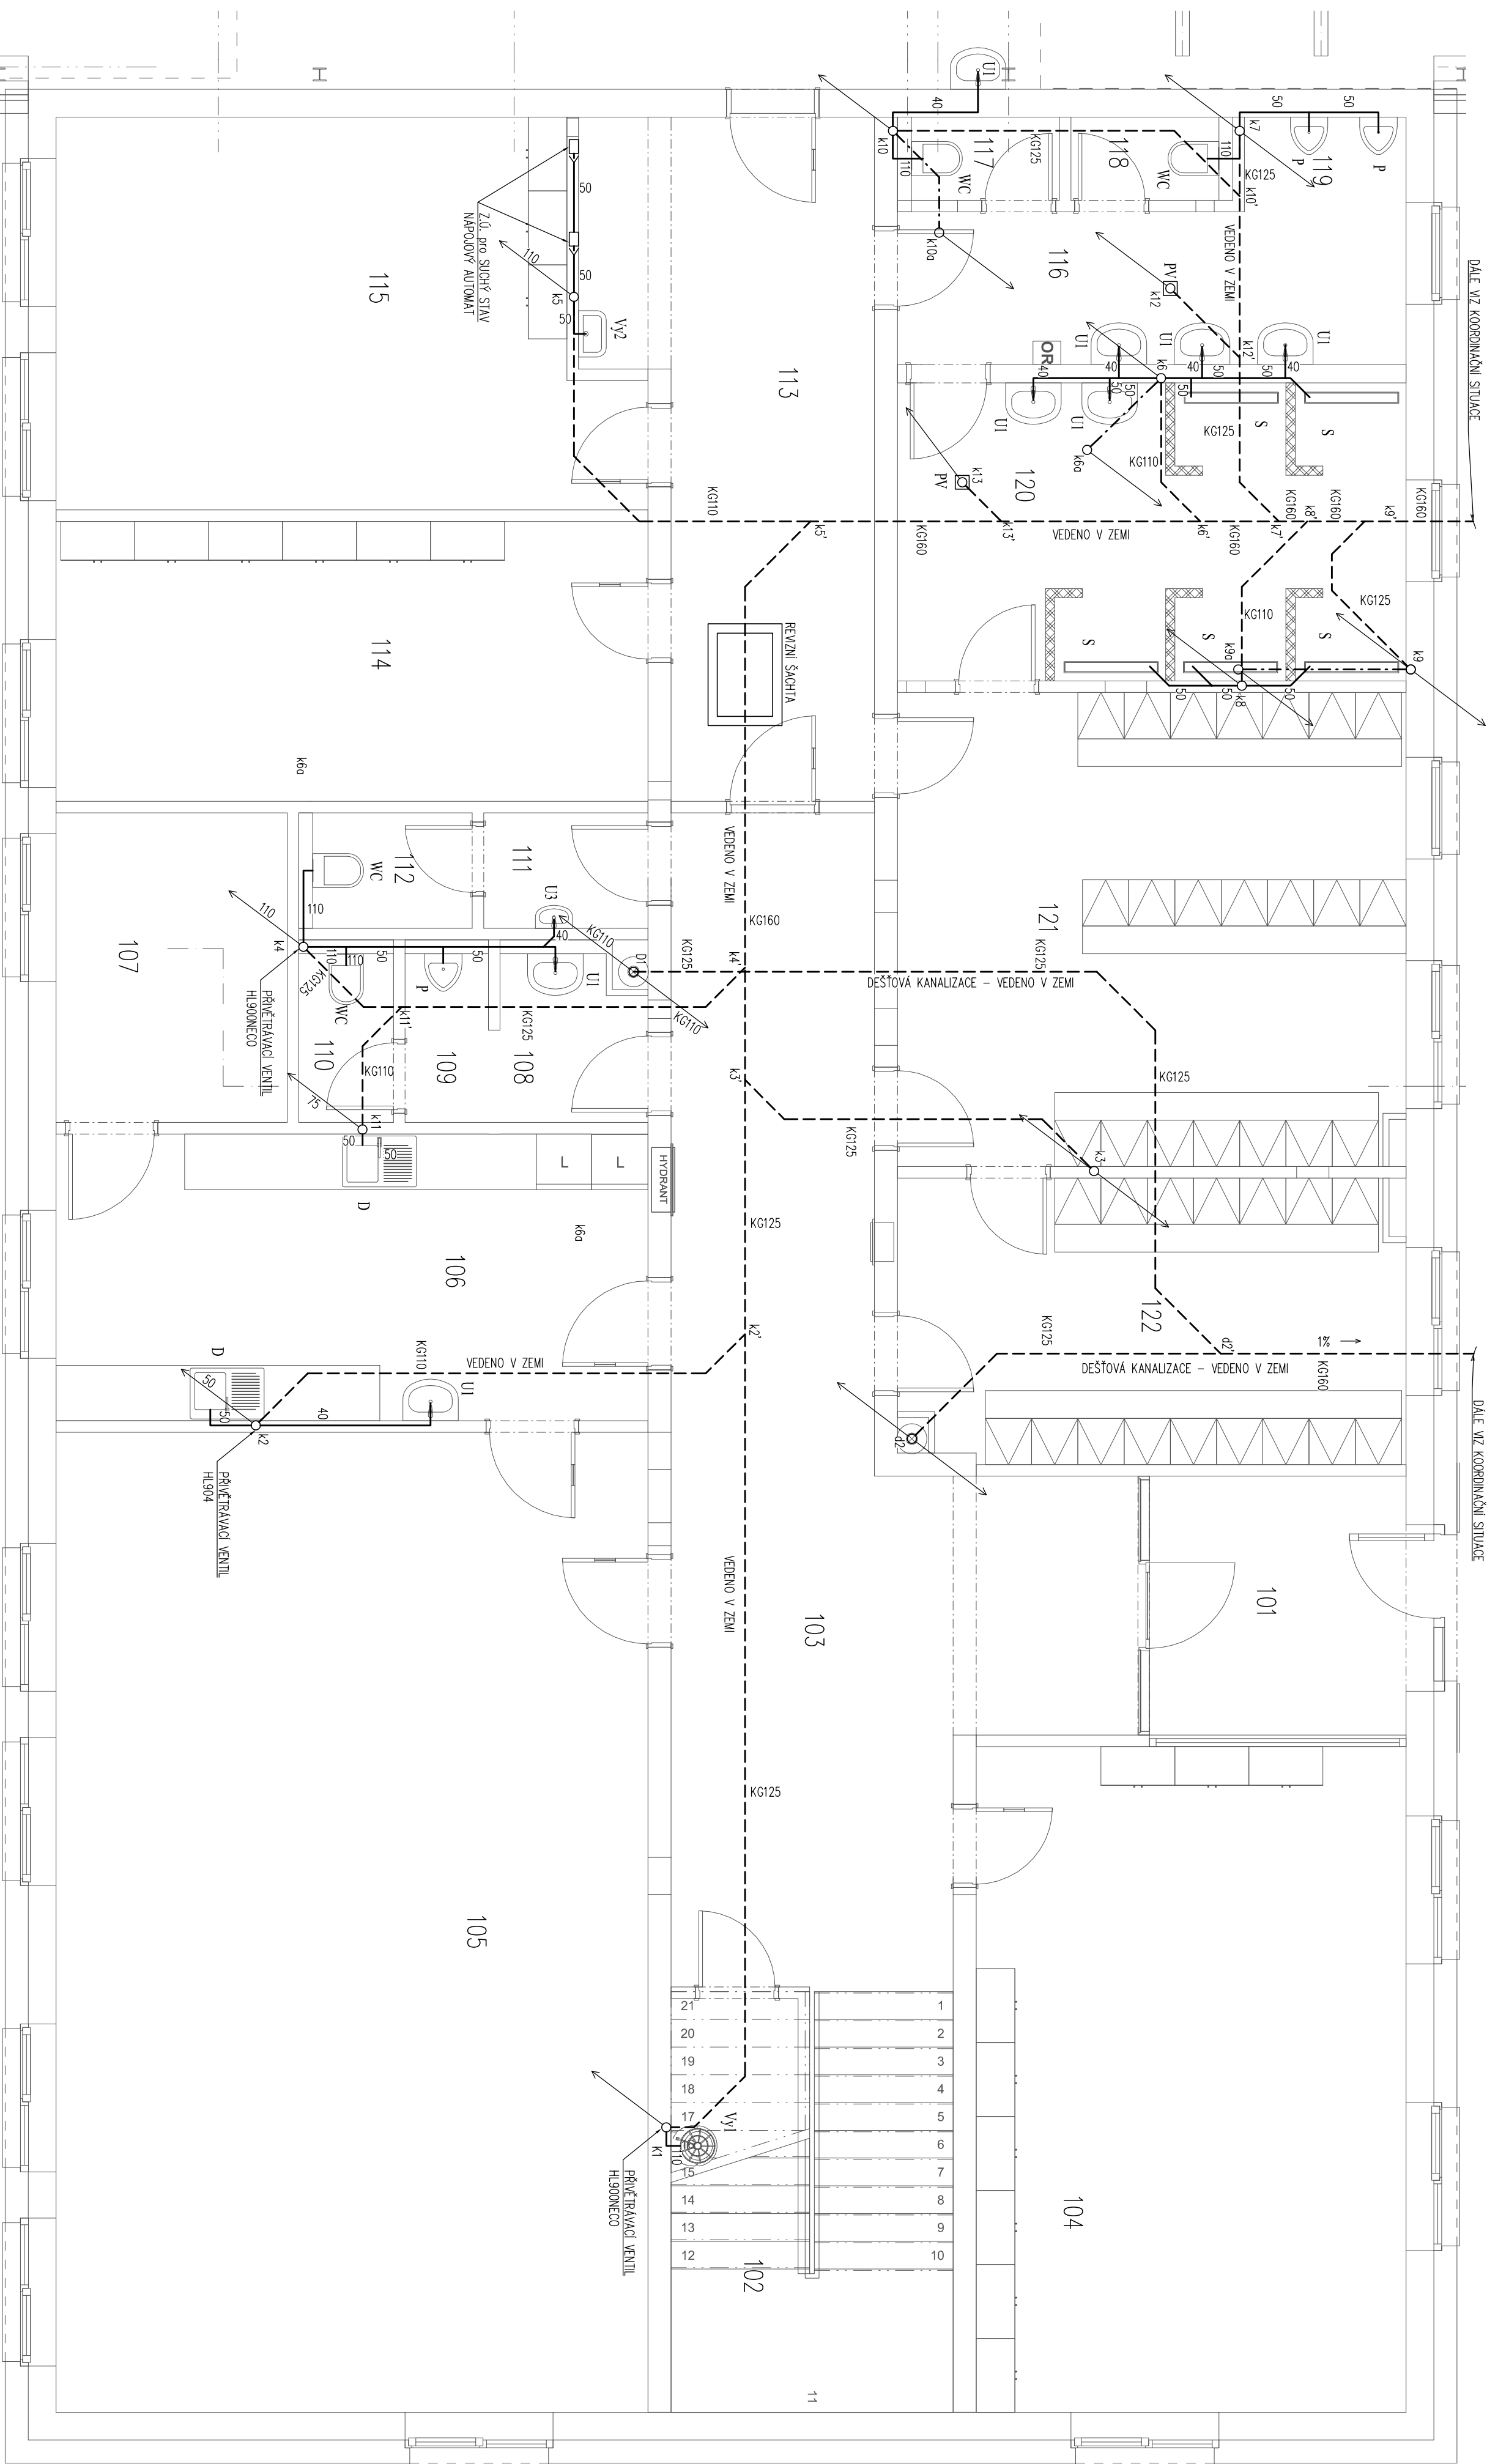 DÁLE VIZ KOORDINAČNÍ SITUACE
DÁLE VIZ KOORDINAČNÍ SITUACE
U1
50
50
40
k7
P
P
119
KG125
110
k10
110
117
WC
KG125
118
WC
k10'
k10a
116
VEDENO V ZEMI
PV
k12
k12'
U1
U1
U1
OR
40
40
40
40
50
50
50
50
50
k6
U1
U1
S
S
KG125
KG110
k6a
120
k13
PV
k13'
VEDENO V ZEMI
KG160
k6'
KG160
k7'
KG160
k8'
KG160
k9'
KG160
KG110
KG125
S
S
S
k9a
k9
k8
50
50
50
50
50
50
110
k5
Vy2
Z.Ú. pro SUCHÝ STAV
NÁPOJOVÝ AUTOMAT
115
113
KG110
k5'
REVIZNÍ ŠACHTA
114
k6a
VEDENO V ZEMI
KG160
121
KG125
KG125
k4'
DEŠŤOVÁ KANALIZACE – VEDENO V ZEMI
KG125
112
WC
111
U3
40
KG110
D1'
KG110
110
110
k4
110
110
50
50
KG125
WC
P
U1
k11'
KG125
107
PŘIVĚTRÁVACÍ VENTIL
HL900NECO
110
109
108
KG110
75
k11
50
50
D
L
L
HYDRANT
k3'
KG125
KG125
k3
k6a
106
122
KG125
d2'
1%
KG160
DEŠŤOVÁ KANALIZACE – VEDENO V ZEMI
d2
k2'
KG110
VEDENO V ZEMI
D
50
50
40
U1
k2
PŘIVĚTRÁVACÍ VENTIL
HL904
VEDENO V ZEMI
103
101
KG125
105
104
21
20
19
18
17
15
14
13
12
1
2
3
4
5
6
7
8
9
10
11
Vy1
110
K1
PŘIVĚTRÁVACÍ VENTIL
HL900NECO
102